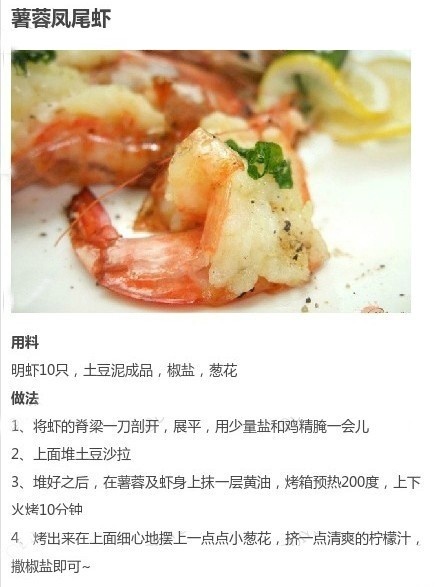 薯蓉凤尾虾
用料
明虾10只，土豆泥成品，椒盐，葱花
做法
1、将虾的脊梁一刀剖开，展平，用少量盐和鸡精腌一会儿
2、上面堆土豆沙拉
3、堆好之后，在薯蓉及虾身上抹一层黄油，烤箱预热200度，上下
火烤10分钟
4、烤出来在上面细心地摆上一点点小葱花，挤一点清爽的柠檬汁，
撒椒盐即可~